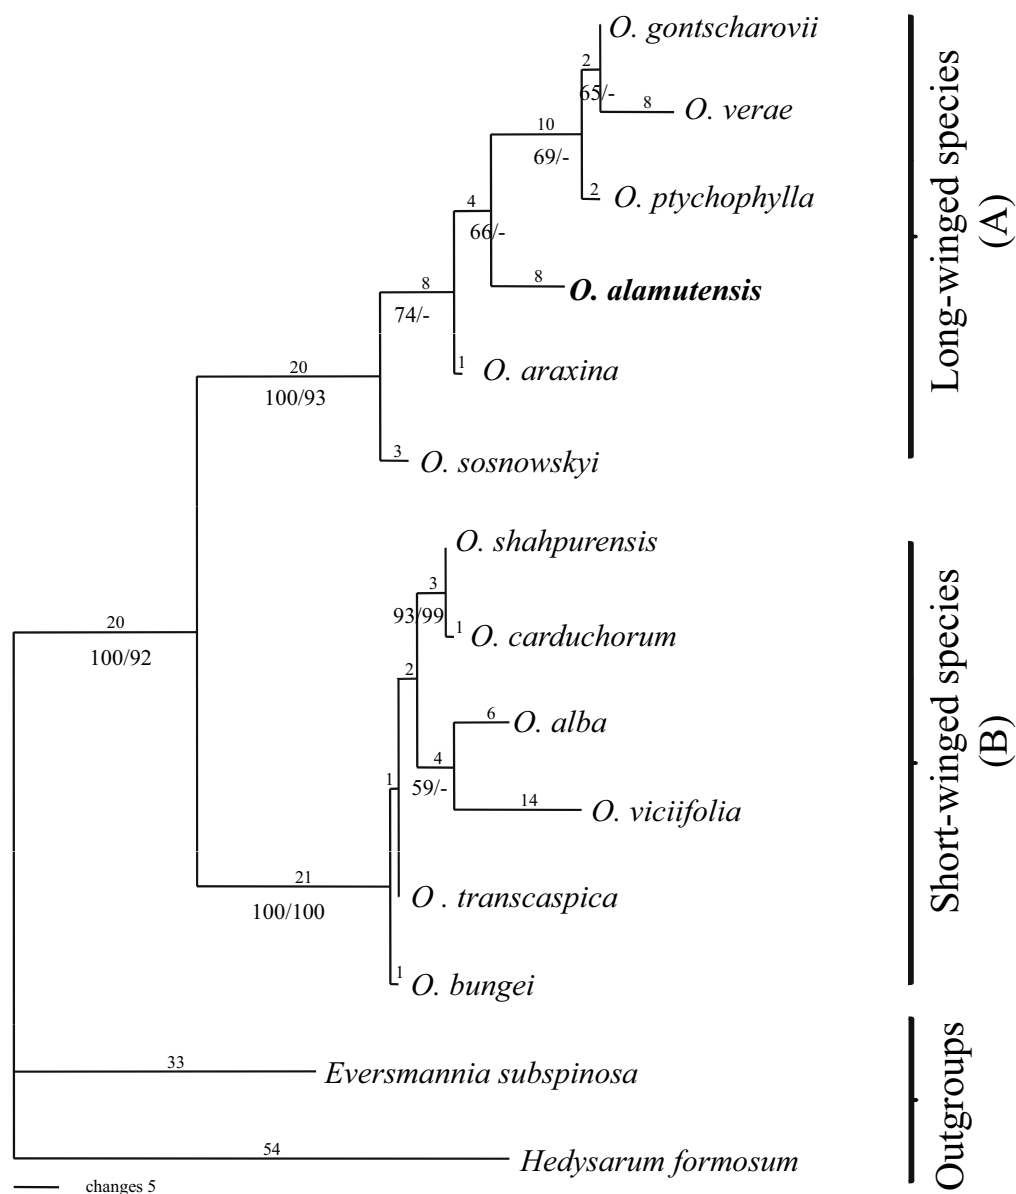 O. gontscharovii
2
65/-
8
O. verae
10
69/-
2
O. ptychophylla
4
66/-
8
O. alamutensis
8
74/-
1
O. araxina
20
100/93
3
O. sosnowskyi
Long-winged species
(A)
O. shahpurensis
3
93/99
1
O. carduchorum
20
100/92
2
6
O. alba
4
59/-
1
14
O. viciifolia
21
100/100
O . transcaspica
1
O. bungei
Short-winged species
(B)
33
Eversmannia subspinosa
54
Hedysarum formosum
Outgroups
changes 5